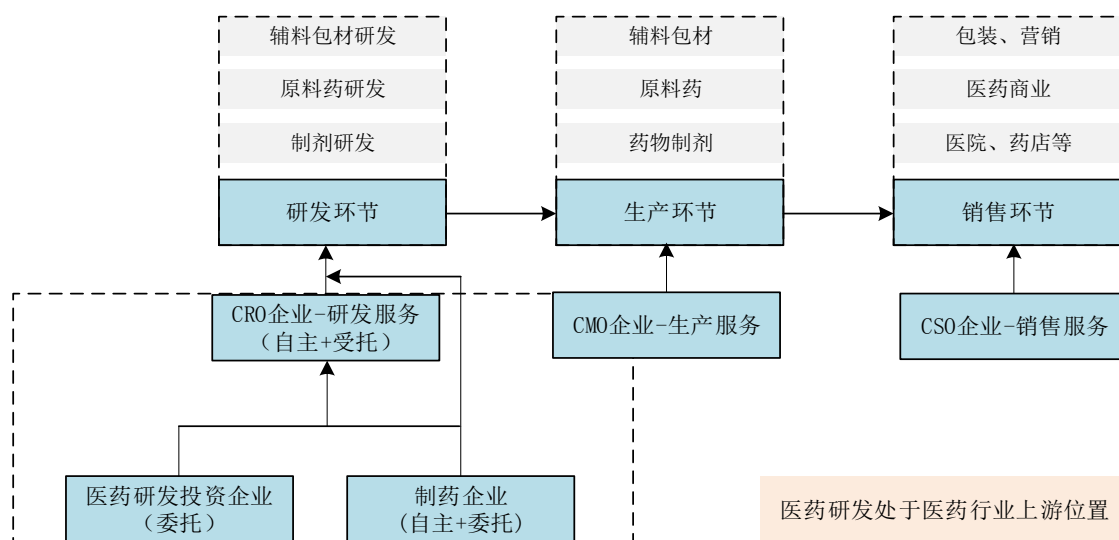 辅料包材研发
辅料包材
包装、营销
原料药研发
原料药
医药商业
制剂研发
药物制剂
医院、药店等
研发环节
生产环节
销售环节
CRO企业-研发服务
（自主+受托）
CMO企业-生产服务
CSO企业-销售服务
医药研发投资企业
（委托）
制药企业
(自主+委托)
医药研发处于医药行业上游位置